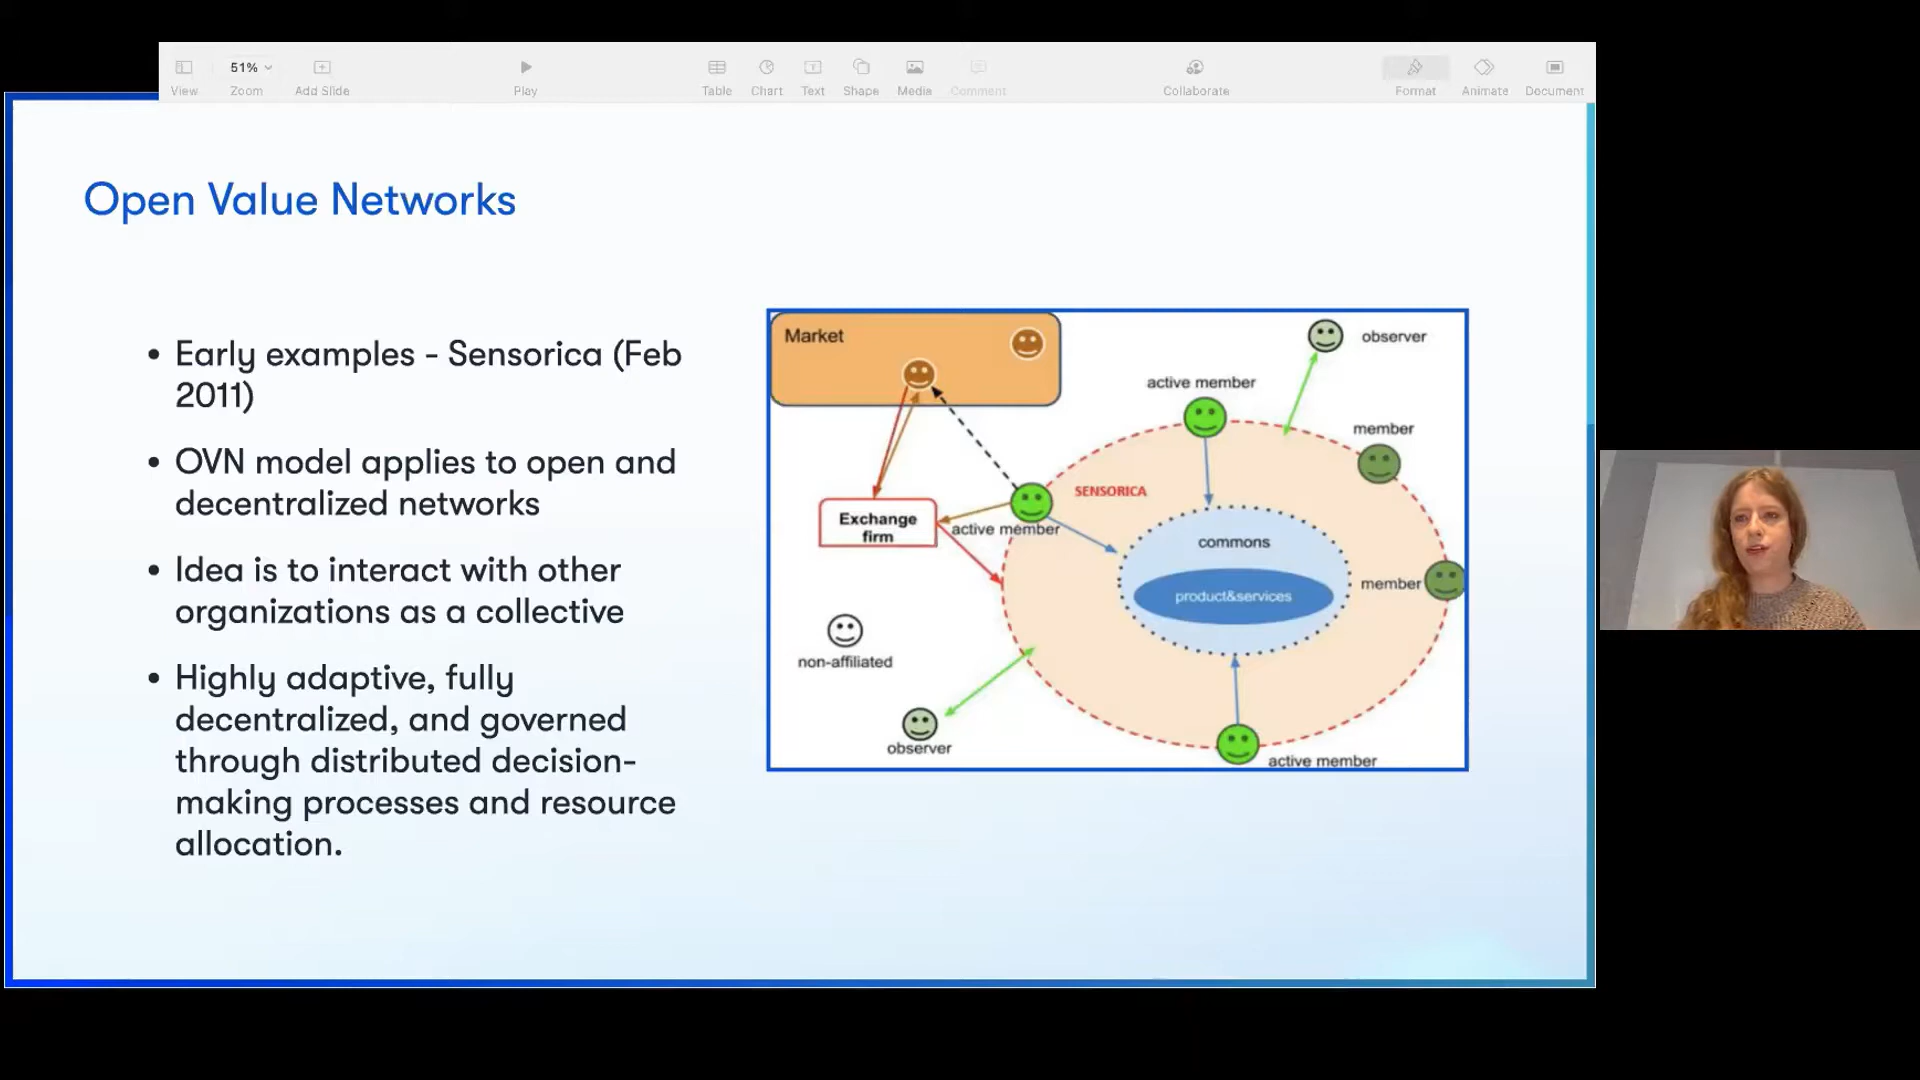 51%
View
Zoom
Add Slide
Play
Table
Chart
Text
Shape
Media
Comment
Collaborate
Format
Animate
Document
Open Value Networks
• Early examples - Sensorica (Feb
2011)
• OVN model applies to open and
decentralized networks
• Idea is to interact with other
organizations as a collective
• Highly adaptive, fully
decentralized, and governed
through distributed decision-
making processes and resource
allocation.
Market
observer
active member
member
SENSORICA
Exchange
firm
active member
commons
member
product&services
non-affiliated
observer
active member